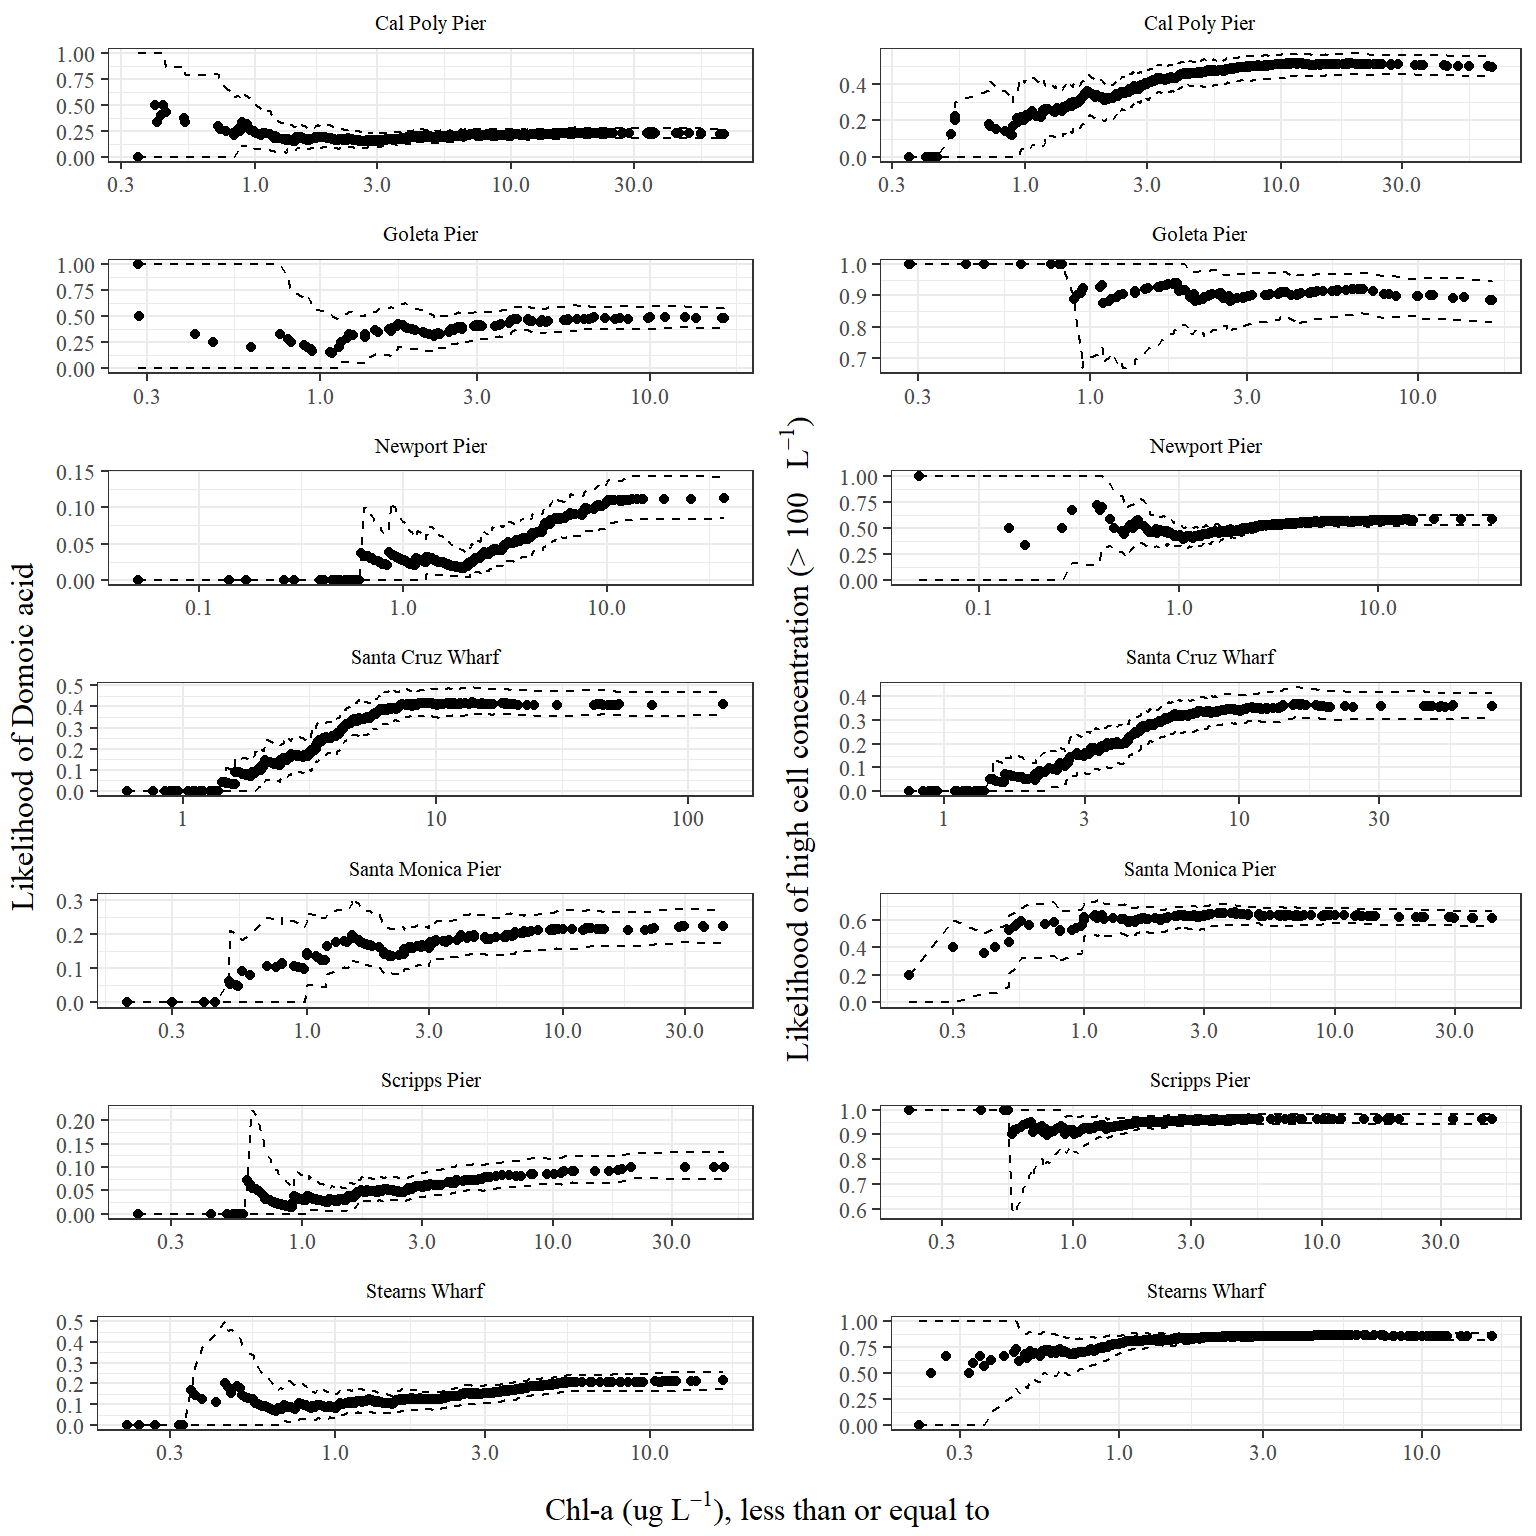 Cal Poly Pier
1.00
0.75
0.50
0.25
0.00
0.3 1.0 3.0 10.0 30.0
Cal Poly Pier
0.4
0.2
0.0
0.3 1.0 3.0 10.0 30.0
Goleta Pier
1.00
0.75
0.50
0.25
0.00
0.3 1.0 3.0 10.0
Goleta Pier
1.0
0.9
0.8
0.7
0.3 1.0 3.0 10.0
Newport Pier
0.15
0.10
0.05
0.00
0.1 1.0 10.0
Newport Pier
1.00
0.75
0.50
0.25
0.00
0.1 1.0 10.0
Santa Cruz Wharf
0.5
0.4
0.3
0.2
0.1
0.0
1 10 100
Santa Cruz Wharf
0.4
0.3
0.2
0.1
0.0
1 3 10 30
Santa Monica Pier
0.3
0.2
0.1
0.0
0.3 1.0 3.0 10.0 30.0
Santa Monica Pier
0.6
0.4
0.2
0.0
0.3 1.0 3.0 10.0 30.0
Scripps Pier
0.20
0.15
0.10
0.05
0.00
0.3 1.0 3.0 10.0 30.0
Scripps Pier
1.0
0.9
0.8
0.7
0.6
0.3 1.0 3.0 10.0 30.0
Stearns Wharf
0.5
0.4
0.3
0.2
0.1
0.0
0.3 1.0 3.0 10.0
Stearns Wharf
1.00
0.75
0.50
0.25
0.00
0.3 1.0 3.0 10.0
Likelihood of Domoic acid
Likelihood of high cell concentration (> 100 L⁻¹)
Chl-a (ug L⁻¹), less than or equal to